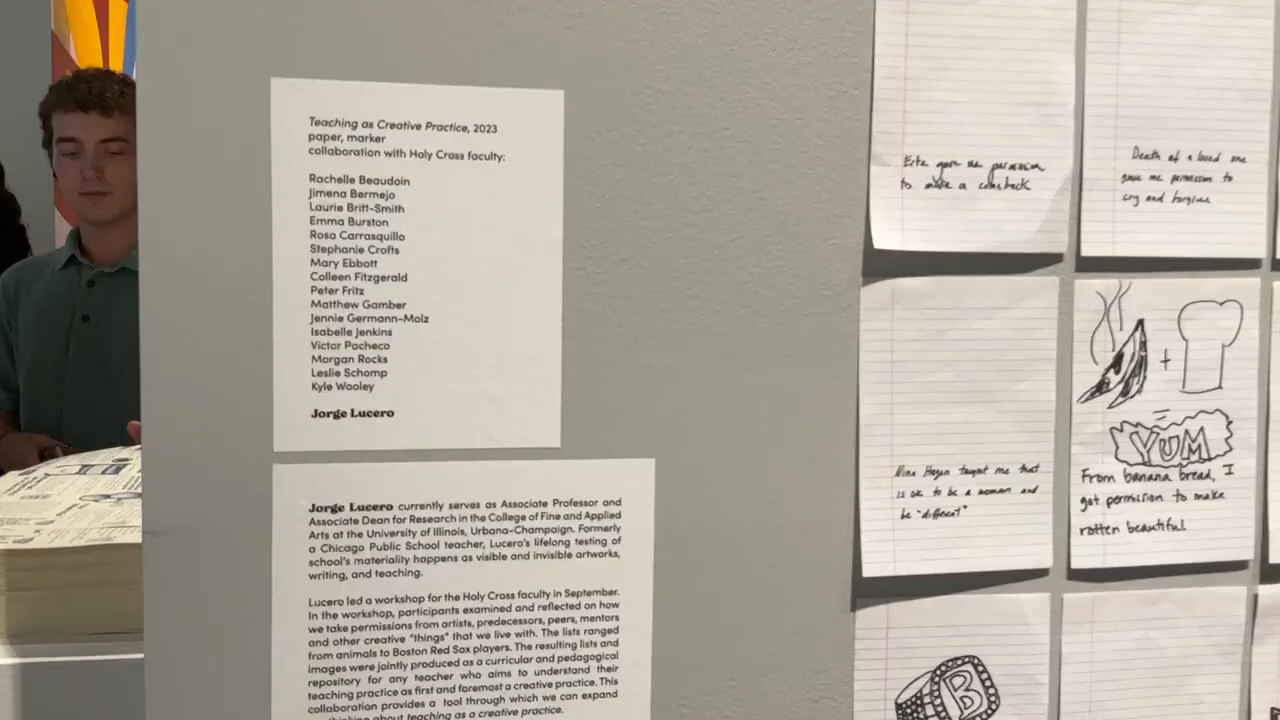 Teaching as Creative Practice, 2023
paper, marker
collaboration with Holy Cross faculty:
Rachelle Beaudoin
Jimena Bermejo
Laurie Britt-Smith
Emma Burston
Rosa Carrasquillo
Stephanie Crofts
Mary Ebbott
Colleen Fitzgerald
Peter Fritz
Matthew Gamber
Jennie Germann-Molz
Isabelle Jenkins
Victor Pacheco
Morgan Rocks
Leslie Schomp
Kyle Wooley
Jorge Lucero
Jorge Lucero currently serves as Associate Professor and
Associate Dean for Research in the College of Fine and Applied
Arts at the University of Illinois, Urbana-Champaign. Formerly
a Chicago Public School teacher, Lucero's lifelong testing of
school's materiality happens as visible and invisible artworks,
writing, and teaching.
Lucero led a workshop for the Holy Cross faculty in September.
In the workshop, participants examined and reflected on how
we take permissions from artists, predecessors, peers, mentors
and other creative "things" that we live with. The lists ranged
from animals to Boston Red Sox players. The resulting lists and
images were jointly produced as a curricular and pedagogical
repository for any teacher who aims to understand their
teaching practice as first and foremost a creative practice. This
collaboration provides a tool through which we can expand
thinking about teaching as a creative practice.
gave me permission
to make a comeback
Death of a loved one
gave me permission to
cry and forgive
Nina Hagen taught me that
is ok to be a woman and
be "different"
+
YUM
From banana bread, I
got permission to make
rotten beautiful
B